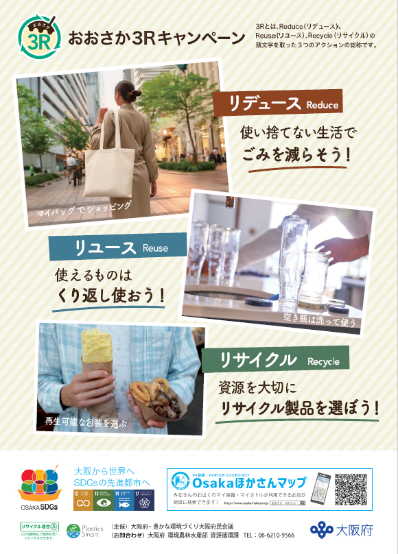 3R
おおさか3Rキャンペーン
3Rとは、Reduce（リデュース）、
Reuse（リユース）、Recycle（リサイクル）の
頭文字を取った3つのアクションの総称です。
リデュース Reduce
使い捨てない生活で
ごみを減らそう！
マイバッグでショッピング
リユース Reuse
使えるものは
くり返し使おう！
空き瓶は洗って使う
リサイクル Recycle
資源を大切に
リサイクル製品を選ぼう！
再生可能な包装を選ぶ
OSAKA SDGs
大阪から世界へ
SDGsの先進都市へ
Osakaほかさんマップ
リサイクル適性 A
Plastics Smart
（主催）大阪府・豊かな環境づくり大阪府民会議
（お問合わせ）大阪府 環境農林水産部 資源循環課 TEL：06-6210-9566
大阪府